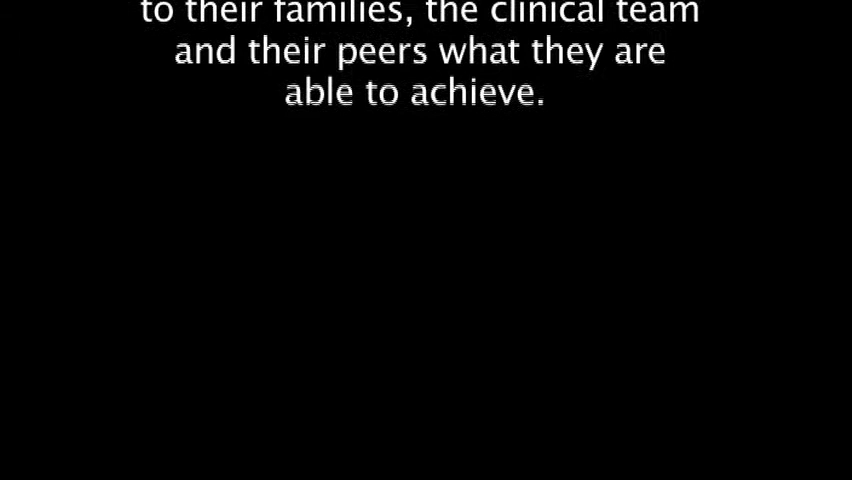 to their families, the clinical team
and their peers what they are
able to achieve.